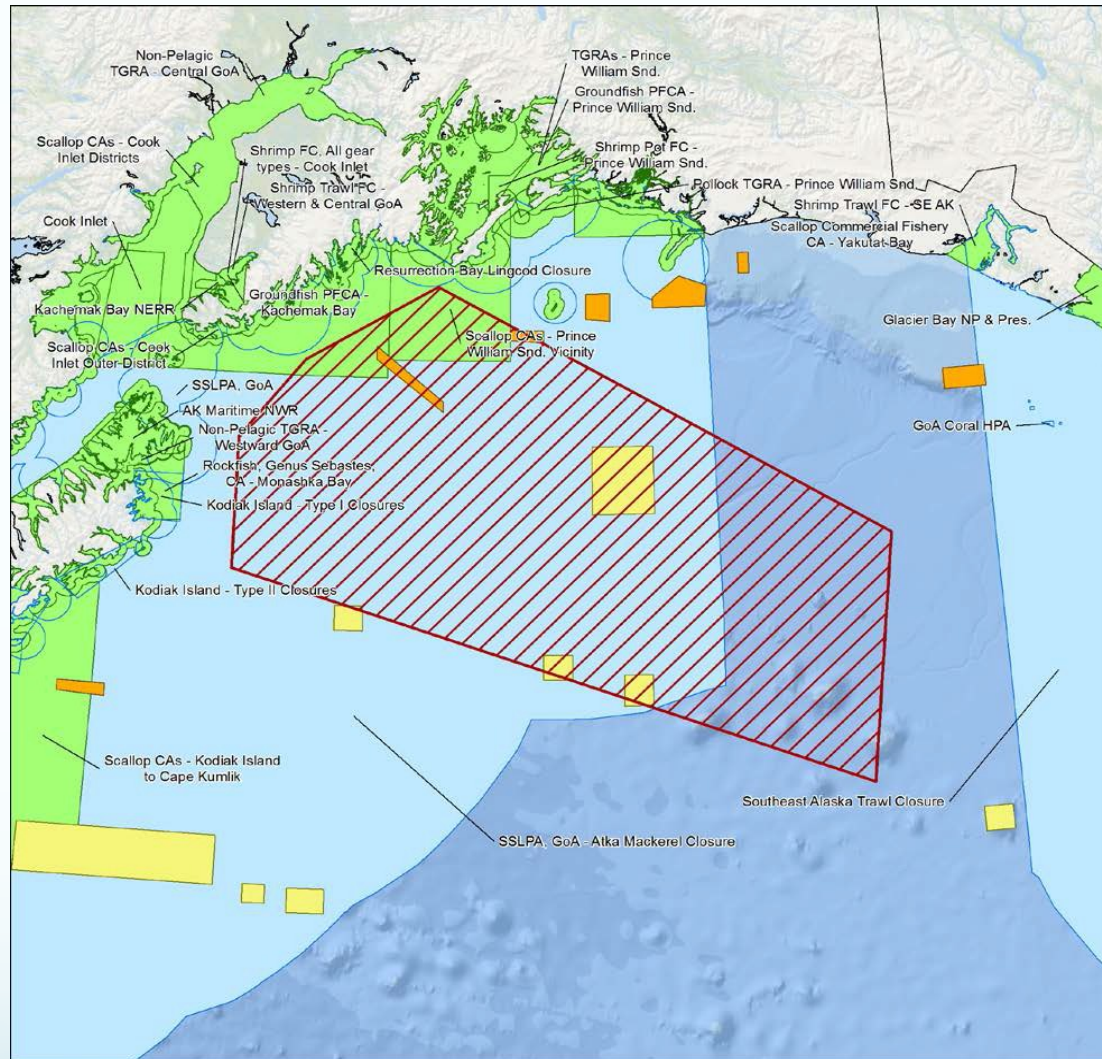 Non-Pelagic
TGRA - Central GoA
TGRAs - Prince
William Snd.
Groundfish PFCA -
Prince William Snd.
Scallop CAs - Cook
Inlet Districts
Shrimp FC, All gear
types - Cook Inlet
Shrimp Pot FC -
Prince William Snd.
Shrimp Trawl FC -
Western & Central GoA
Pollock TGRA - Prince William Snd.
Shrimp Trawl FC - SE AK
Cook Inlet
Scallop Commercial Fishery
CA - Yakutat Bay
Resurrection Bay Lingcod Closure
Kachemak Bay NERR
Groundfish PFCA -
Kachemak Bay
Glacier Bay NP & Pres.
Scallop CAs - Cook
Inlet Outer District
Scallop CAs - Prince
William Snd. Vicinity
SSLPA, GoA
AK Maritime NWR
Non-Pelagic TGRA -
Westward GoA
GoA Coral HPA
Rockfish, Genus Sebastes,
CA - Monashka Bay
Kodiak Island - Type I Closures
Kodiak Island - Type II Closures
Scallop CAs - Kodiak Island
to Cape Kumlik
Southeast Alaska Trawl Closure
SSLPA, GoA - Atka Mackerel Closure